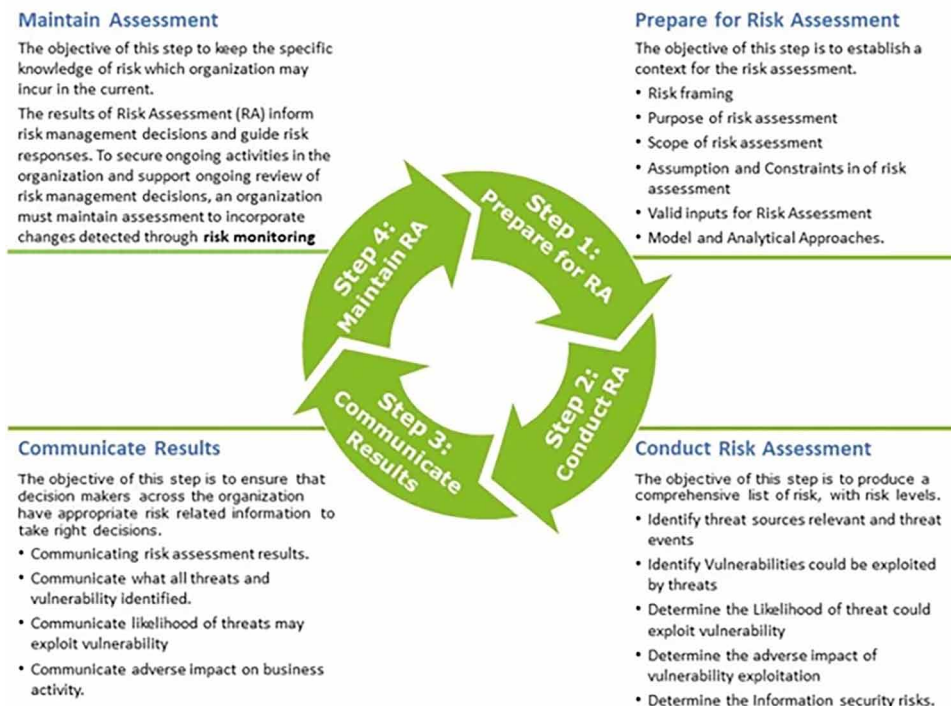 Maintain Assessment
The objective of this step to keep the specific
knowledge of risk which organization may
incur in the current.
The results of Risk Assessment (RA) inform
risk management decisions and guide risk
responses. To secure ongoing activities in the
organization and support ongoing review of
risk management decisions, an organization
must maintain assessment to incorporate
changes detected through risk monitoring
Prepare for Risk Assessment
The objective of this step is to establish a
context for the risk assessment.
• Risk framing
• Purpose of risk assessment
• Scope of risk assessment
• Assumption and Constraints in of risk
assessment
• Valid inputs for Risk Assessment
• Model and Analytical Approaches.
Step 1:
Prepare for RA
Step 2:
Conduct RA
Step 3:
Communicate
Results
Step 4:
Maintain RA
Communicate Results
The objective of this step is to ensure that
decision makers across the organization
have appropriate risk related information to
take right decisions.
• Communicating risk assessment results.
• Communicate what all threats and
vulnerability identified.
• Communicate likelihood of threats may
exploit vulnerability
• Communicate adverse impact on business
activity.
Conduct Risk Assessment
The objective of this step is to produce a
comprehensive list of risk, with risk levels.
• Identify threat sources relevant and threat
events
• Identify Vulnerabilities could be exploited
by threats
• Determine the Likelihood of threat could
exploit vulnerability
• Determine the adverse impact of
vulnerability exploitation
• Determine the Information security risks.